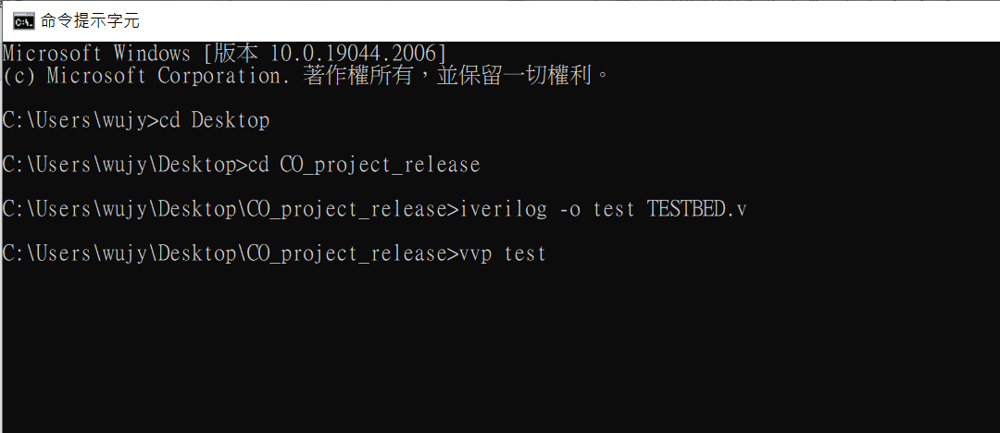 命令提示字元
Microsoft Windows [版本 10.0.19044.2006]
(c) Microsoft Corporation. 著作權所有，並保留一切權利。
C:\Users\wujy>cd Desktop
C:\Users\wujy\Desktop>cd CO_project_release
C:\Users\wujy\Desktop\CO_project_release>iverilog -o test TESTBED.v
C:\Users\wujy\Desktop\CO_project_release>vvp test